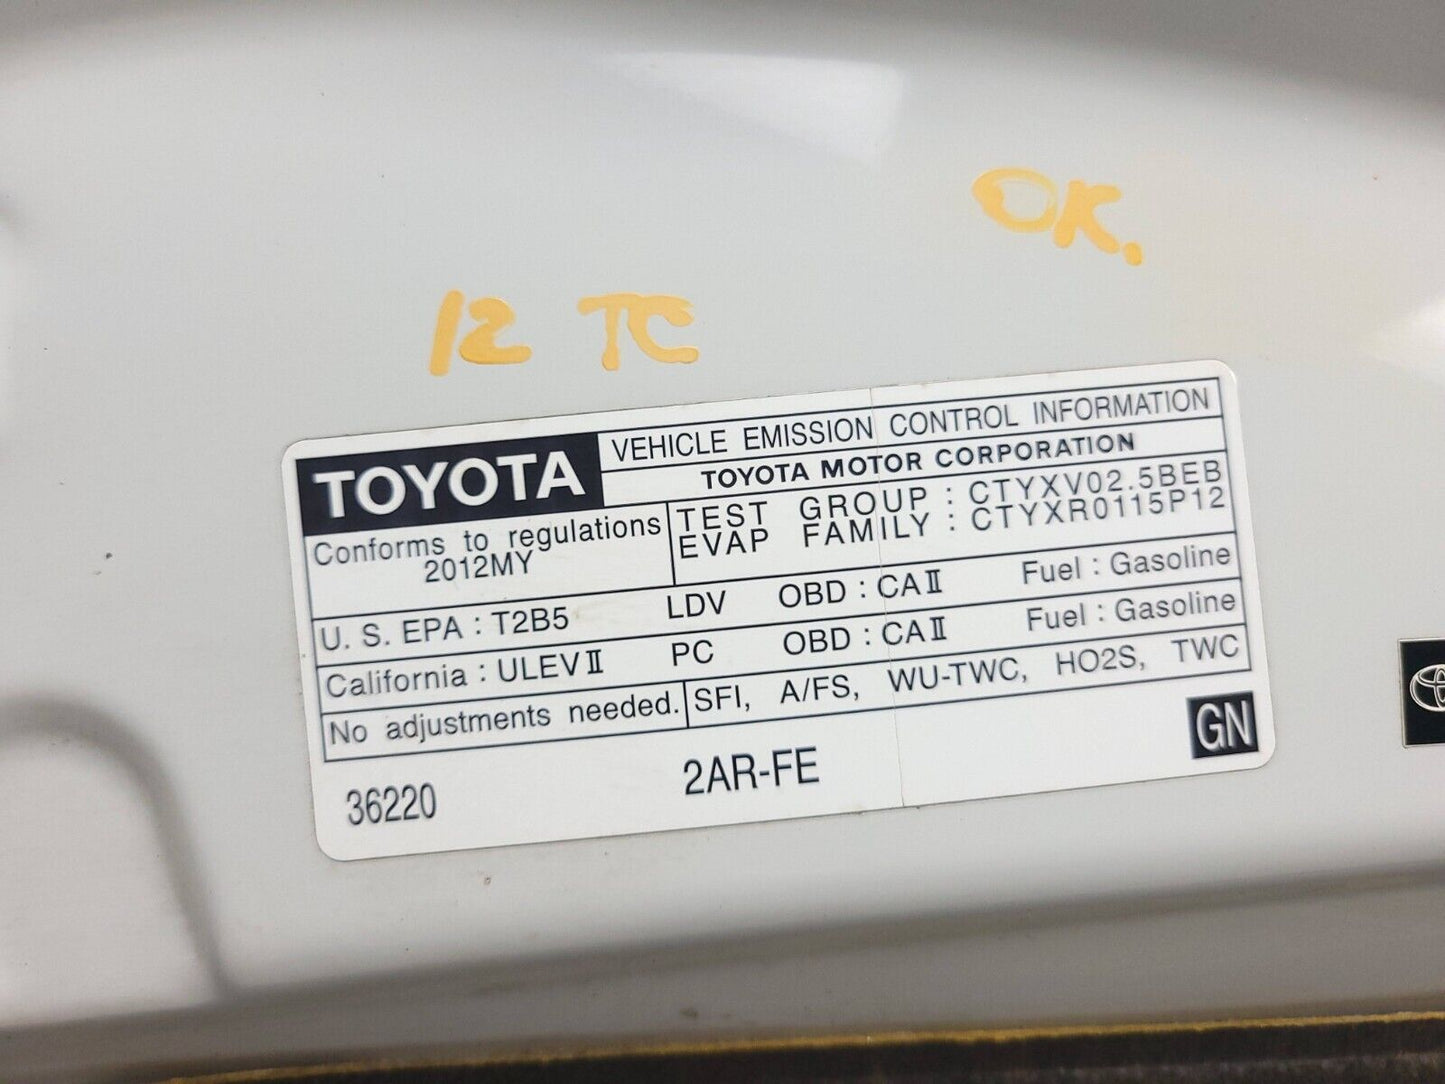 OK.
12 TC
TOYOTA
VEHICLE EMISSION CONTROL INFORMATION
TOYOTA MOTOR CORPORATION
Conforms to regulations
2012MY
TEST GROUP : CTYXV02.5BEB
EVAP FAMILY : CTYXR0115P12
U. S. EPA : T2B5 LDV OBD : CAⅡ Fuel : Gasoline
California : ULEVⅡ PC OBD : CAⅡ Fuel : Gasoline
No adjustments needed. SFI, A/FS, WU-TWC, HO2S, TWC
36220 2AR-FE GN